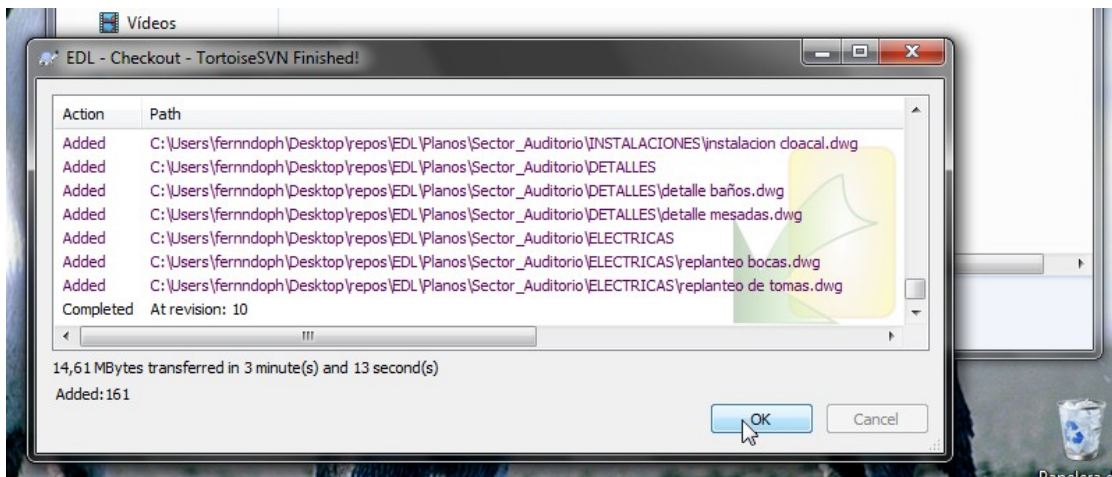 Vídeos
EDL - Checkout - TortoiseSVN Finished!
Action Path
Added C:\Users\fernndoph\Desktop\repos\EDL\Planos\Sector_Auditorio\INSTALACIONES\instalacion cloacal.dwg
Added C:\Users\fernndoph\Desktop\repos\EDL\Planos\Sector_Auditorio\DETALLES
Added C:\Users\fernndoph\Desktop\repos\EDL\Planos\Sector_Auditorio\DETALLES\detalle baños.dwg
Added C:\Users\fernndoph\Desktop\repos\EDL\Planos\Sector_Auditorio\DETALLES\detalle mesadas.dwg
Added C:\Users\fernndoph\Desktop\repos\EDL\Planos\Sector_Auditorio\ELECTRICAS
Added C:\Users\fernndoph\Desktop\repos\EDL\Planos\Sector_Auditorio\ELECTRICAS\replanteo bocas.dwg
Added C:\Users\fernndoph\Desktop\repos\EDL\Planos\Sector_Auditorio\ELECTRICAS\replanteo de tomas.dwg
Completed At revision: 10
14,61 MBytes transferred in 3 minute(s) and 13 second(s)
Added:161
OK Cancel